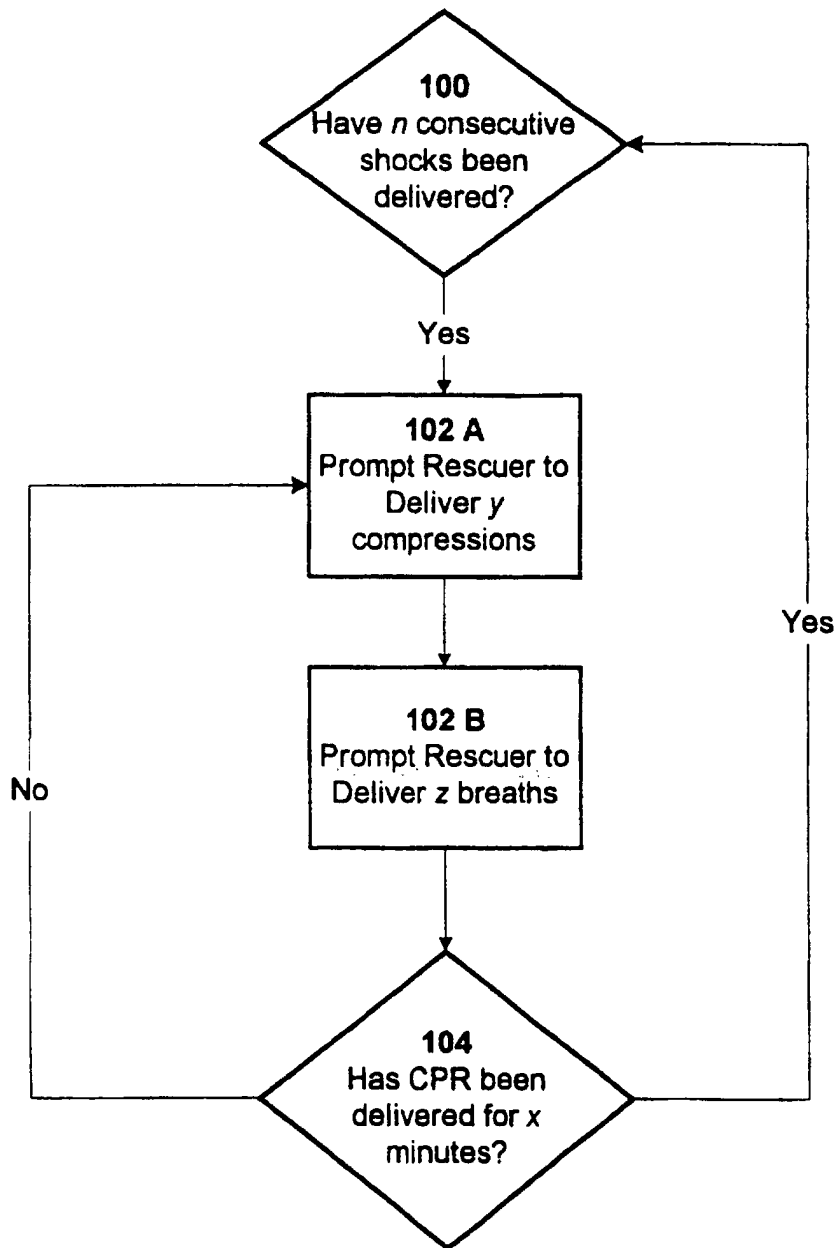 100
Have n consecutive
shocks been
delivered?
Yes
102 A
Prompt Rescuer to
Deliver y
compressions
Yes
102 B
Prompt Rescuer to
Deliver z breaths
No
104
Has CPR been
delivered for x
minutes?